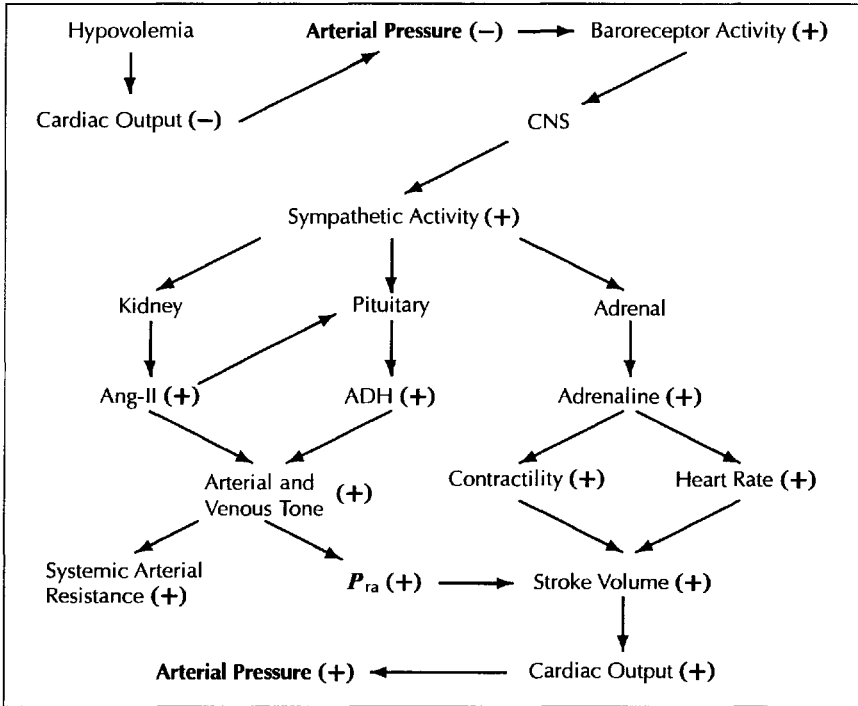 Hypovolemia
Arterial Pressure (−)
Baroreceptor Activity (+)
Cardiac Output (−)
CNS
Sympathetic Activity (+)
Kidney
Pituitary
Adrenal
Ang-II (+)
ADH (+)
Adrenaline (+)
Arterial and
Venous Tone (+)
Contractility (+)
Heart Rate (+)
Systemic Arterial
Resistance (+)
Pra (+)
Stroke Volume (+)
Arterial Pressure (+)
Cardiac Output (+)